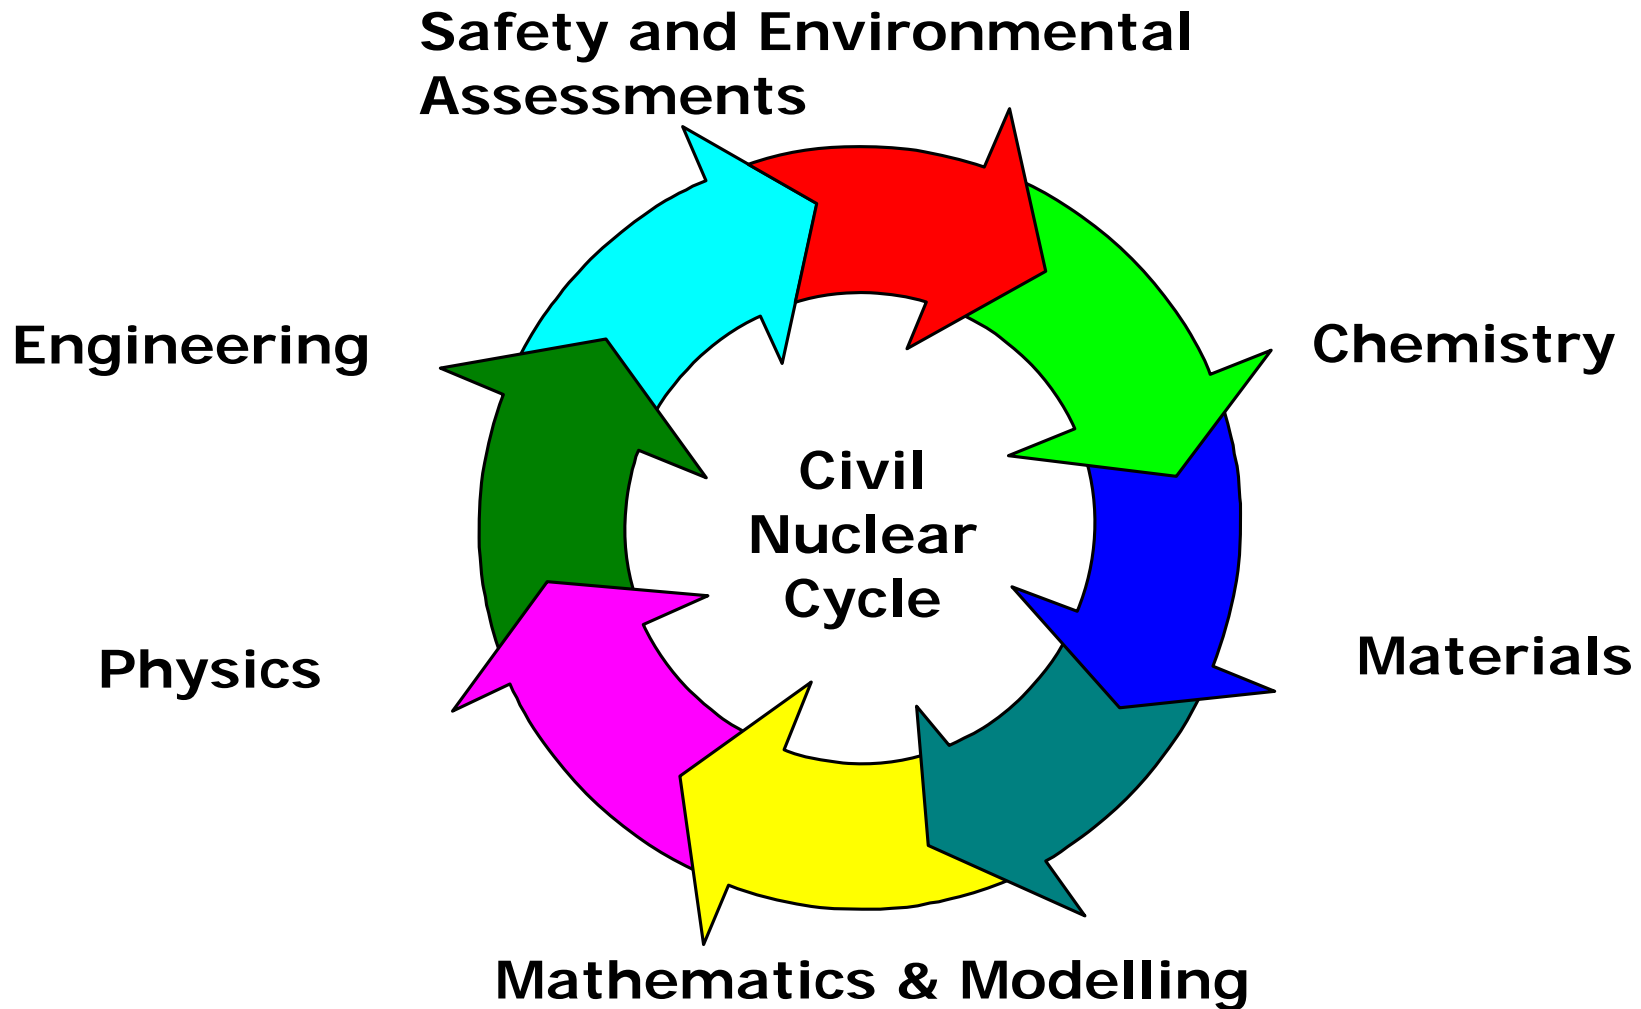 Safety and Environmental
Assessments
Engineering
Chemistry
Civil
Nuclear
Cycle
Physics
Materials
Mathematics & Modelling